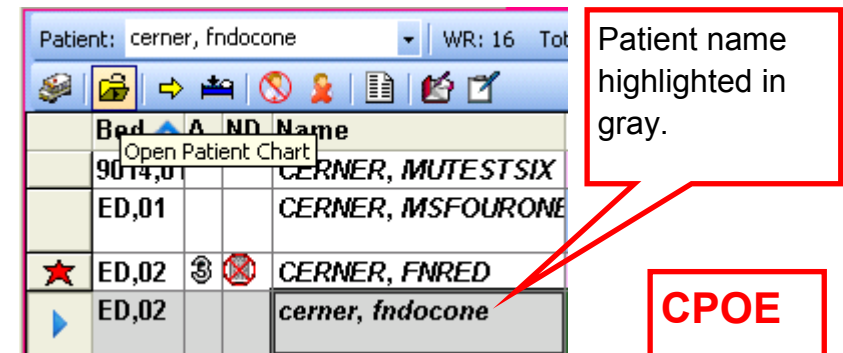 Patient: cerner, fndocone WR: 16 Tot
Bed A ND Name
Open Patient Chart
9014,01 CERNER, MUTESTSIX
ED,01 CERNER, MSFOURONE
ED,02 3 CERNER, FNRED
ED,02 cerner, fndocone
Patient name
highlighted in
gray.
CPOE